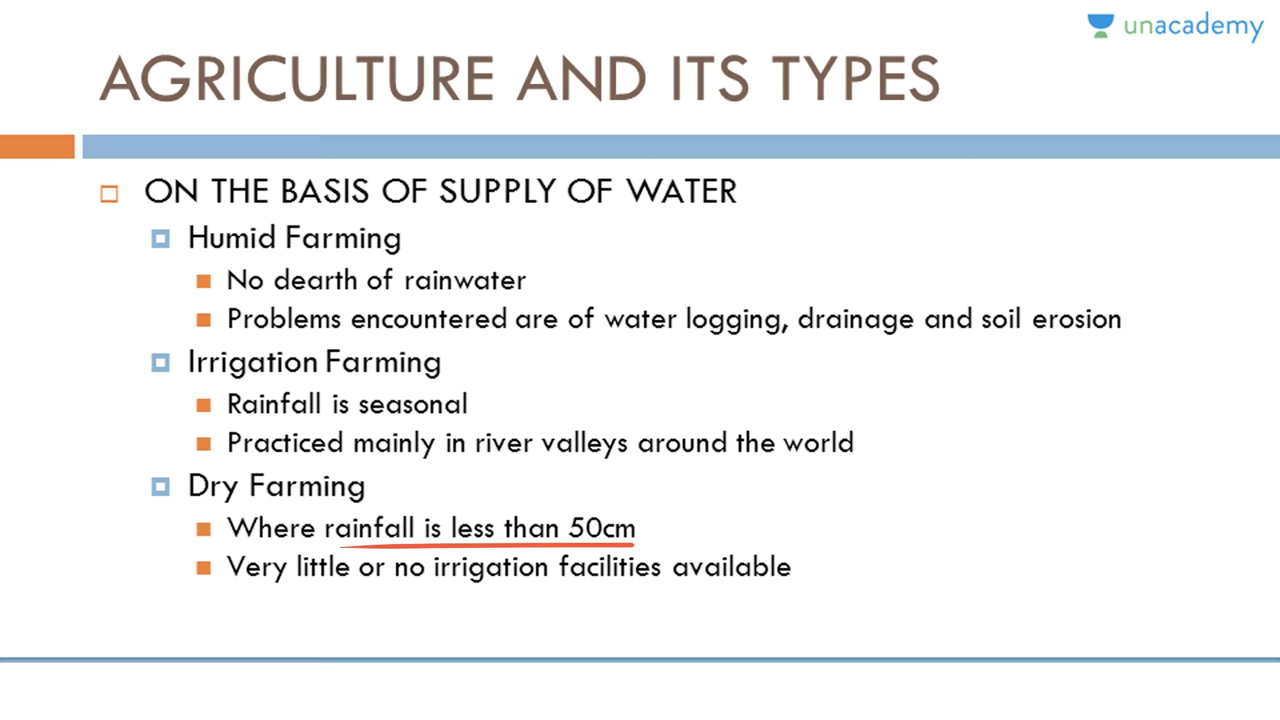 unacademy
AGRICULTURE AND ITS TYPES
ON THE BASIS OF SUPPLY OF WATER
Humid Farming
No dearth of rainwater
Problems encountered are of water logging, drainage and soil erosion
Irrigation Farming
Rainfall is seasonal
Practiced mainly in river valleys around the world
Dry Farming
Where rainfall is less than 50cm
Very little or no irrigation facilities available